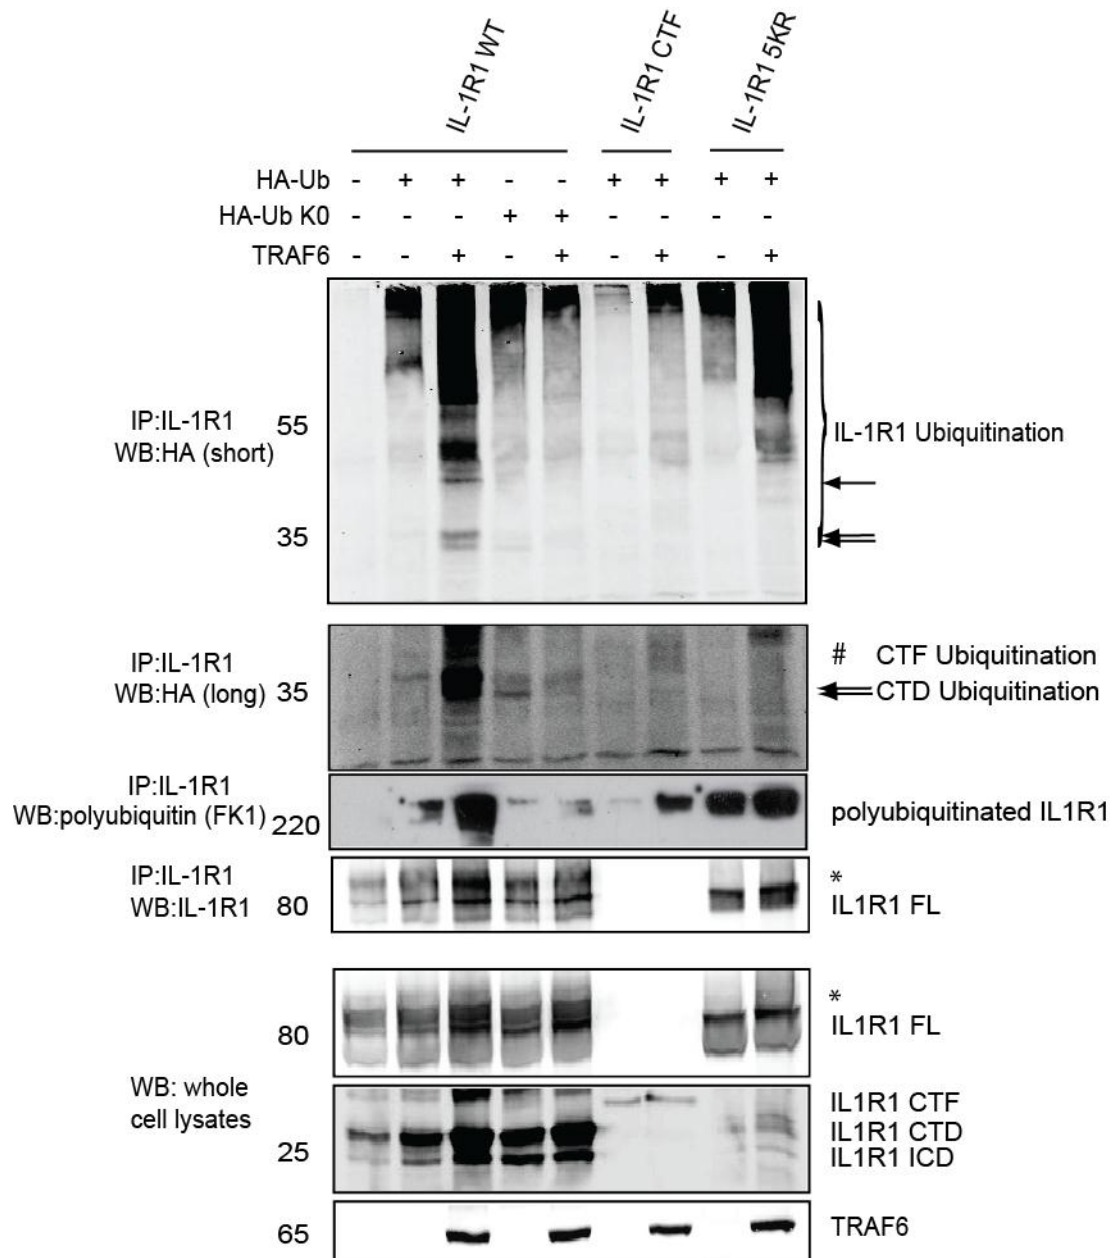 IL-1R1 WT
IL-1R1 CTF
IL-1R1 5KR
HA-Ub - + + - - + + + +
HA-Ub K0 - - - + + - - - -
TRAF6 - - + - + - + - +
IP:IL-1R1
WB:HA (short)
55
35
IL-1R1 Ubiquitination
IP:IL-1R1
WB:HA (long)
35
# CTF Ubiquitination
CTD Ubiquitination
IP:IL-1R1
WB:polyubiquitin (FK1)
220
polyubiquitinated IL1R1
IP:IL-1R1
WB:IL-1R1
80
*
IL1R1 FL
80
*
IL1R1 FL
WB: whole
cell lysates
25
IL1R1 CTF
IL1R1 CTD
IL1R1 ICD
65
TRAF6